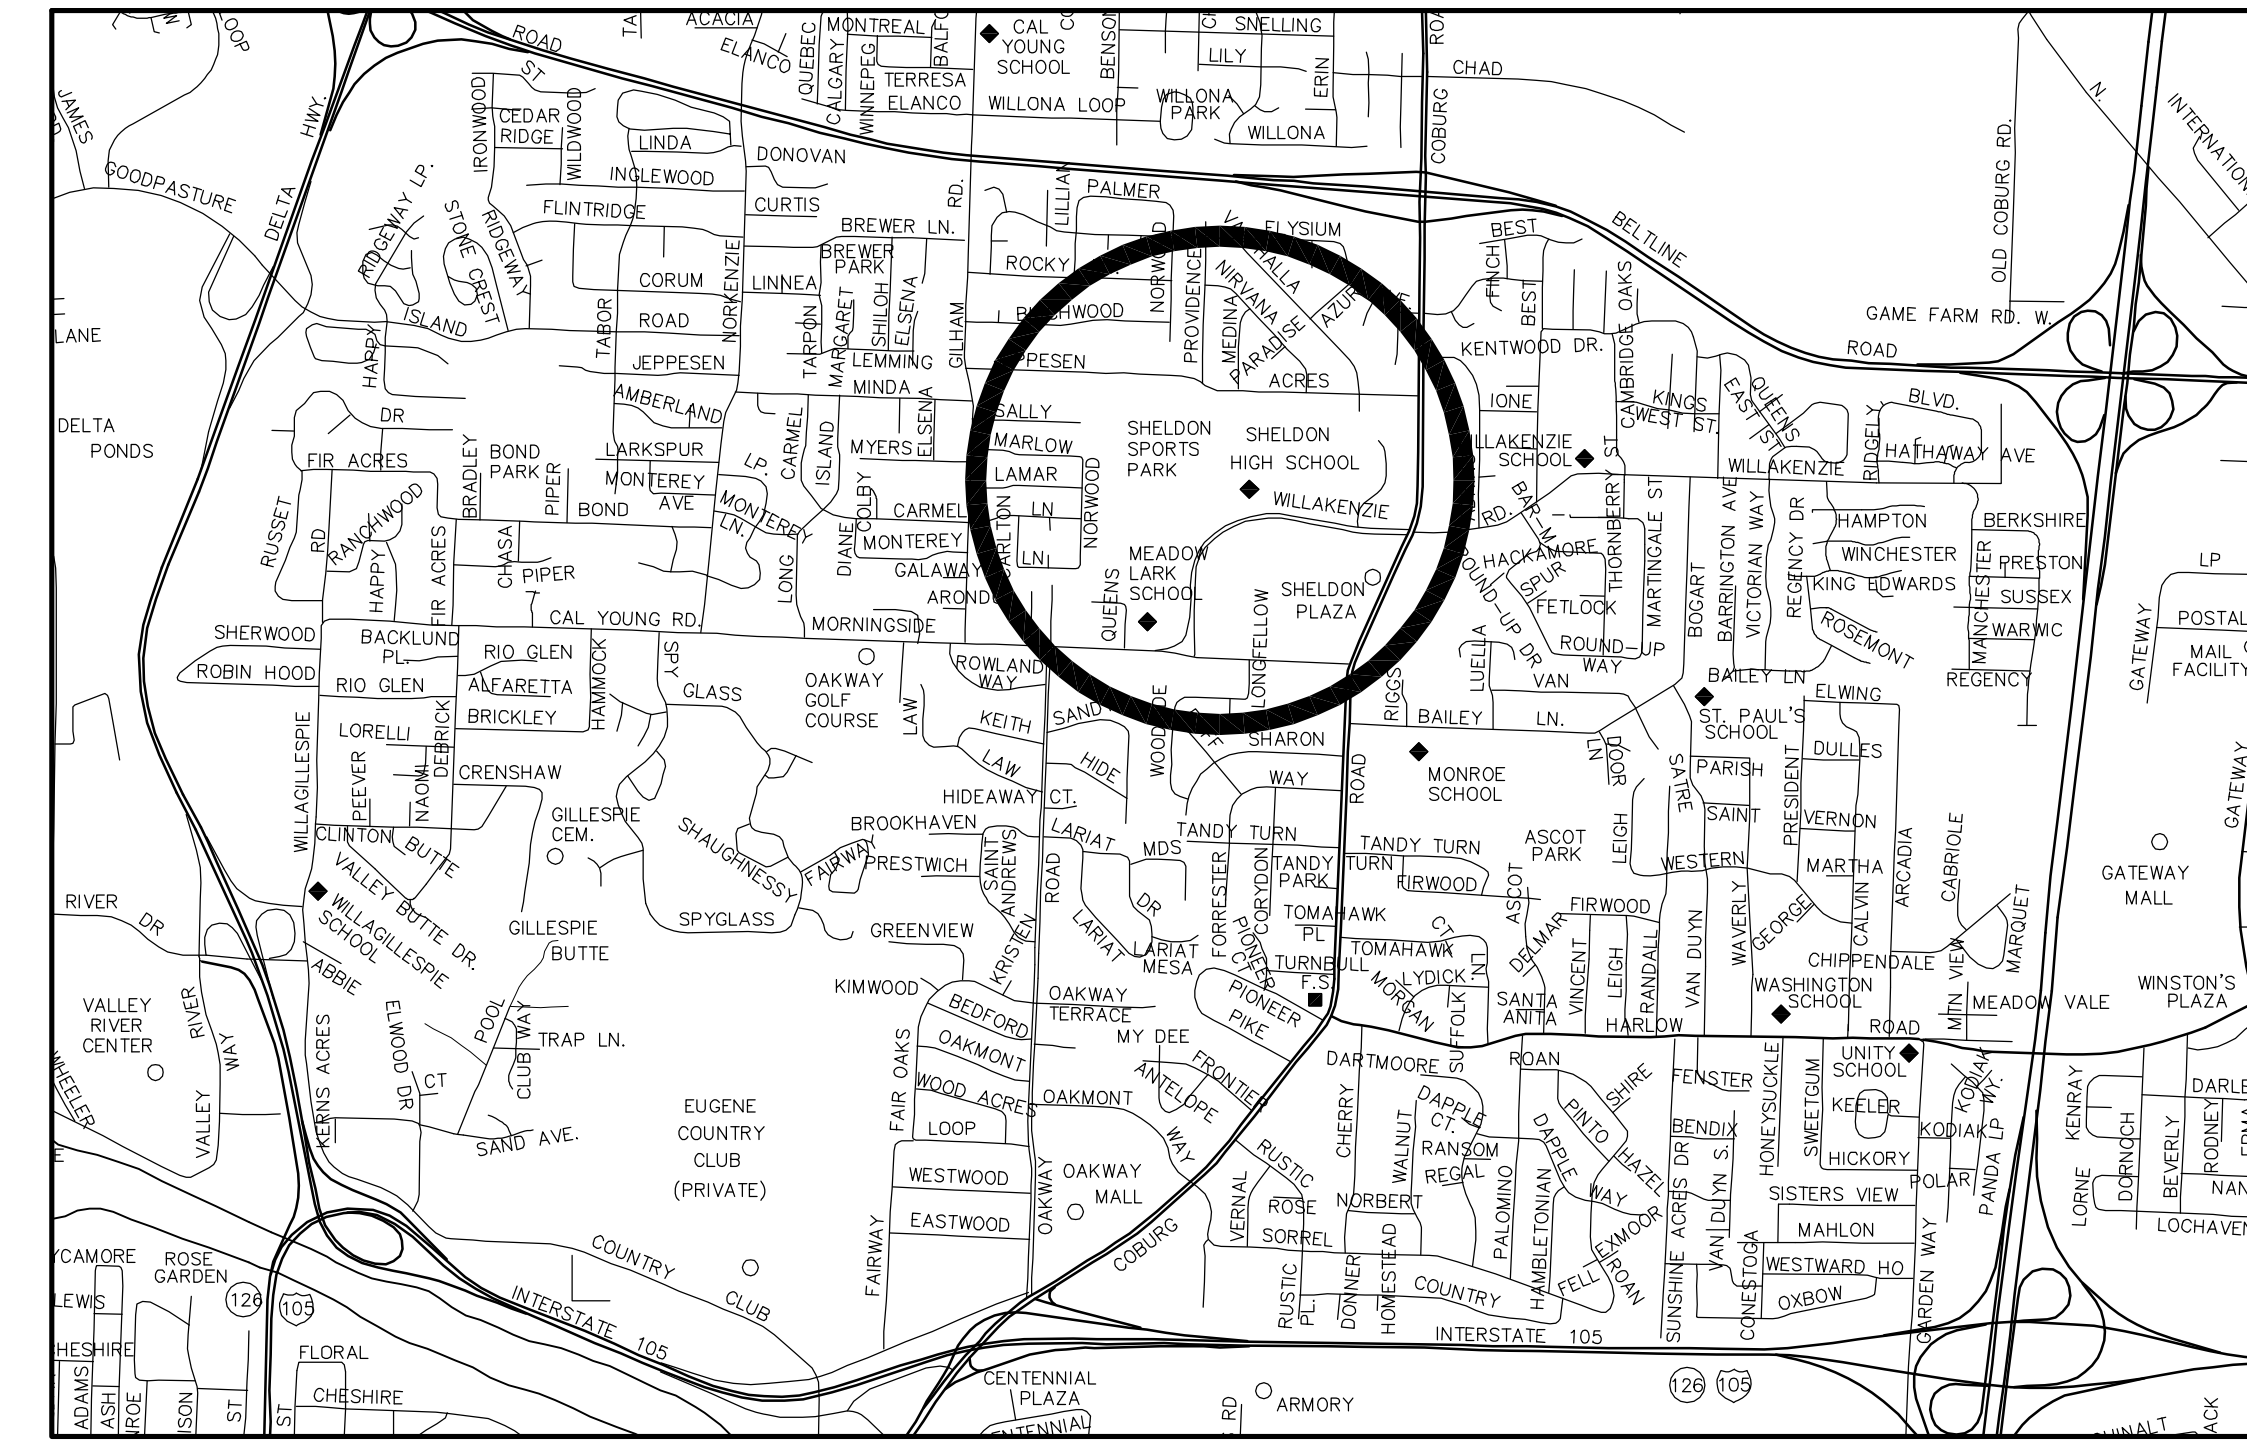 ACACIA
ELANCO
QUEBEC
MONTREAL
CALGARY
WINNEPEG
TERRESA
ELANCO
CAL
YOUNG
SCHOOL
WILLONA LOOP
WILLONA
PARK
SNELLING
LILY
ERIN
WILLONA
COBURG
CHAD
OLD COBURG RD.
N.
LOOP
JAMES
HWY.
DELTA
GOODPASTURE
ROAD
ST
IRONWOOD
CEDAR
RIDGE
WILDWOOD
LINDA
DONOVAN
INGLEWOOD
RIDGEWAY LP.
STONE CREST
RIDGEWAY
FLINTRIDGE
CURTIS
RD.
LILLIAN
PALMER
BREWER LN.
BREWER
PARK
NORKENZIE
CORUM
LINNEA
TARPON
MARGARET
SHILOH
ELSENA
GILHAM
ROCKY
NORWOOD
PROVIDENCE
ELYSIUM
NIRVANA
MEDINA
PARADISE
BEST
FINCH
BEST
BELTLINE
GAME FARM RD. W.
ROAD
LANE
HAPPY
ISLAND
TABOR
ROAD
JEPPESEN
LEMMING
MINDA
ACRES
KENTWOOD DR.
CAMBRIDGE OAKS
DELTA
PONDS
DR
AMBERLAND
CARMEL
ISLAND
ELSENA
SALLY
SHELDON
SPORTS
PARK
SHELDON
HIGH SCHOOL
IONE
KINGS
WEST ST.
EAST ST
QUEENS
RIDGELY
BLVD.
HATHAWAY AVE
FIR ACRES
BRADLEY
BOND
PARK
PIPER
LARKSPUR
LP.
MYERS
MARLOW
SCHOOL
WILLAKENZIE
RUSSET
RD
RANCHWOOD
MONTEREY
AVE
BOND
MONTEREY
LN.
COLBY
CARMEL
LAMAR
LN
NORWOOD
WILLAKENZIE
RD.
BAR-M
THORNBERRY ST
MARTINGALE ST
BARRINGTON AVE
VICTORIAN WAY
REGENCY DR
HAMPTON
BERKSHIRE
HAPPY
FIR ACRES
CHASA
PIPER
LONG
DIANE
MONTEREY
GALAWAY
CARLTON
LN
MEADOW
LARK
SCHOOL
QUEENS
SHELDON
PLAZA
HACKAMORE
SPUR
FETLOCK
BOGART
WINCHESTER
KING EDWARDS
MANCHESTER
PRESTON
SUSSEX
WARWIC
LP
SHERWOOD
ROBIN HOOD
BACKLUND
PL.
CAL YOUNG RD.
MORNINGSIDE
LONGFELLOW
LUELLA
ROUND-UP
WAY
ROSEMONT
REGENCY
GATEWAY
POSTAL
FACILITY
RIO GLEN
RIO GLEN
ALFARETTA
BRICKLEY
HAMMOCK
SPY
GLASS
OAKWAY
GOLF
COURSE
LAW
ROWLAND
WAY
KEITH
RIGGS
BAILEY
LN.
VAN
BAILEY LN
ELWING
ST. PAUL'S
SCHOOL
WILLAGILLESPIE
LORELLI
DEBRICK
PEEVER
NAOMI
CRENSHAW
LAW
HIDE
HIDEAWAY CT.
SHARON
WAY
ROAD
MONROE
SCHOOL
LN
DOOR
SATRE
PARISH
SAINT
PRESIDENT
DULLES
VERNON
GATEWAY
CLINTON
BUTTE
GILLESPIE
CEM.
SHAUGHNESSY
FAIRWAY
BROOKHAVEN
PRESTWICH
SAINT
ANDREWS
LARIAT
MDS
TANDY TURN
TANDY
PARK
TURN
TANDY TURN
FIRWOOD
ASCOT
PARK
LEIGH
WESTERN
MARTHA
ARCADIA
CABRIOLE
GATEWAY
MALL
RIVER
DR
WILLAGILLESPIE
SCHOOL
VALLEY BUTTE DR.
GILLESPIE
BUTTE
SPYGLASS
GREENVIEW
ROAD
LARIAT
DR
LARIAT
MESA
FORRESTER
CORYDON
TOMAHAWK
PL
TURNBULL
F.S.
CT
TOMAHAWK
LYDICK
LN
MORGAN
ASCOT
DELMAR
FIRWOOD
VINCENT
LEIGH
RANDALL
VAN DUYN
WAVERLY
GEORGE
CALVIN
CHIPPENDALE
MARQUET
ABBIE
VALLEY
RIVER
CENTER
RIVER
WAY
KERNS ACRES
ELWOOD DR
CT
POOL
CLUB WAY
TRAP LN.
SAND AVE.
KIMWOOD
KRISTEN
BEDFORD
OAKMONT
OAKWAY
TERRACE
PIONEER
CT
PIONEER
PIKE
MY DEE
SUFFOLK
SANTA
ANITA
HARLOW
WASHINGTON
SCHOOL
ROAD
MTN VIEW
MEADOW VALE
WINSTON'S
PLAZA
WHEELER
VALLEY
EUGENE
COUNTRY
CLUB
(PRIVATE)
FAIR OAKS
WOOD ACRES
LOOP
WESTWOOD
EASTWOOD
OAKMONT
WAY
OAKWAY
MALL
ANTELOPE
FRONTIER
DARTMOORE
CHERRY
WALNUT
DAPPLE
CT.
RANSOM
REGAL
ROAN
SHIRE
PINTO
HAZEL
DAPPLE
WAY
FENSTER
BENDIX
UNITY
SCHOOL
KEELER
HICKORY
SWEETGUM
HONEYSUCKLE
KODIAK
WY.
KODIAK
POLAR
PANDA LP
KENRAY
LORNE
DORNOCH
BEVERLY
RODNEY
LOCHAVEN
RUSTIC
VERNAL
ROSE
SORREL
NORBERT
PALOMINO
HAMBLETONIAN
EXMOOR
FELL
ROAN
SUNSHINE ACRES DR
VAN DUYN S.
CONESTOGA
SISTERS VIEW
MAHLON
WESTWARD HO
OXBOW
GARDEN WAY
ROSE
GARDEN
126
105
LEWIS
FLORAL
CHESHIRE
ADAMS
ASH
ST
ST
COUNTRY
CLUB
INTERSTATE 105
FAIRWAY
OAKWAY
COBURG
RUSTIC
PL.
DONNER
HOMESTEAD
COUNTRY
INTERSTATE 105
126
105
CENTENNIAL
PLAZA
ARMORY
RD